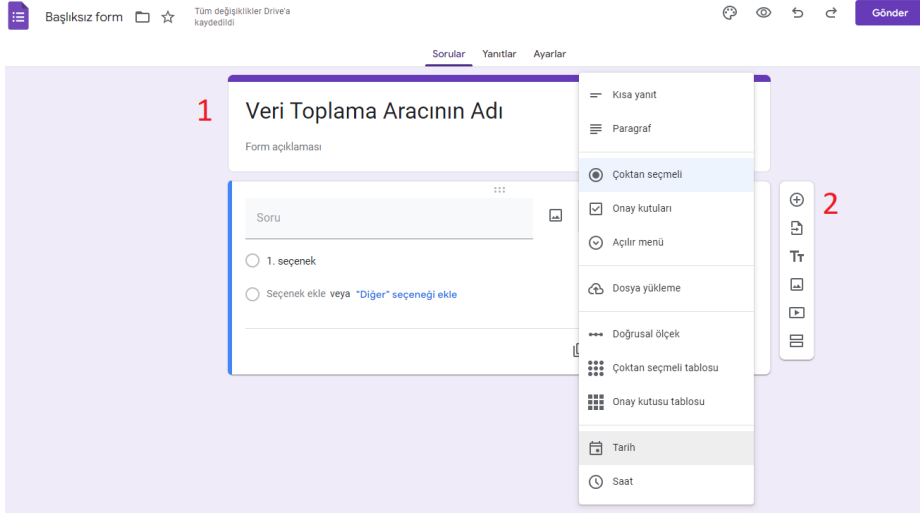 Başlıksız form
Tüm değişiklikler Drive'a
kaydedildi
Gönder
Sorular Yanıtlar Ayarlar
1
Veri Toplama Aracının Adı
Form açıklaması
Soru
1. seçenek
Seçenek ekle veya "Diğer" seçeneği ekle
Kısa yanıt
Paragraf
Çoktan seçmeli
Onay kutuları
Açılır menü
Dosya yükleme
Doğrusal ölçek
Çoktan seçmeli tablosu
Onay kutusu tablosu
Tarih
Saat
2
Tт